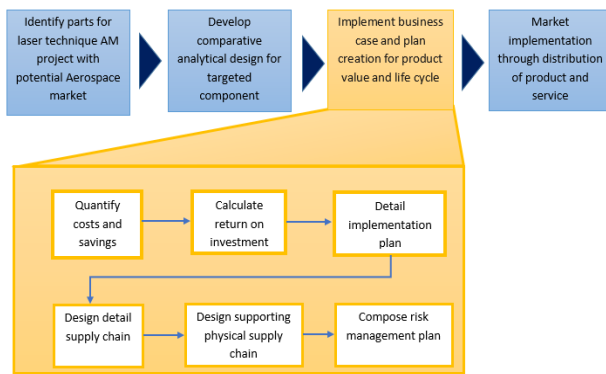 Identify parts for
laser technique AM
project with
potential Aerospace
market
Develop
comparative
analytical design for
targeted
component
Implement business
case and plan
creation for product
value and life cycle
Market
implementation
through distribution
of product and
service
Quantify
costs and
savings
Calculate
return on
investment
Detail
implementation
plan
Design detail
supply chain
Design supporting
physical supply
chain
Compose risk
management plan